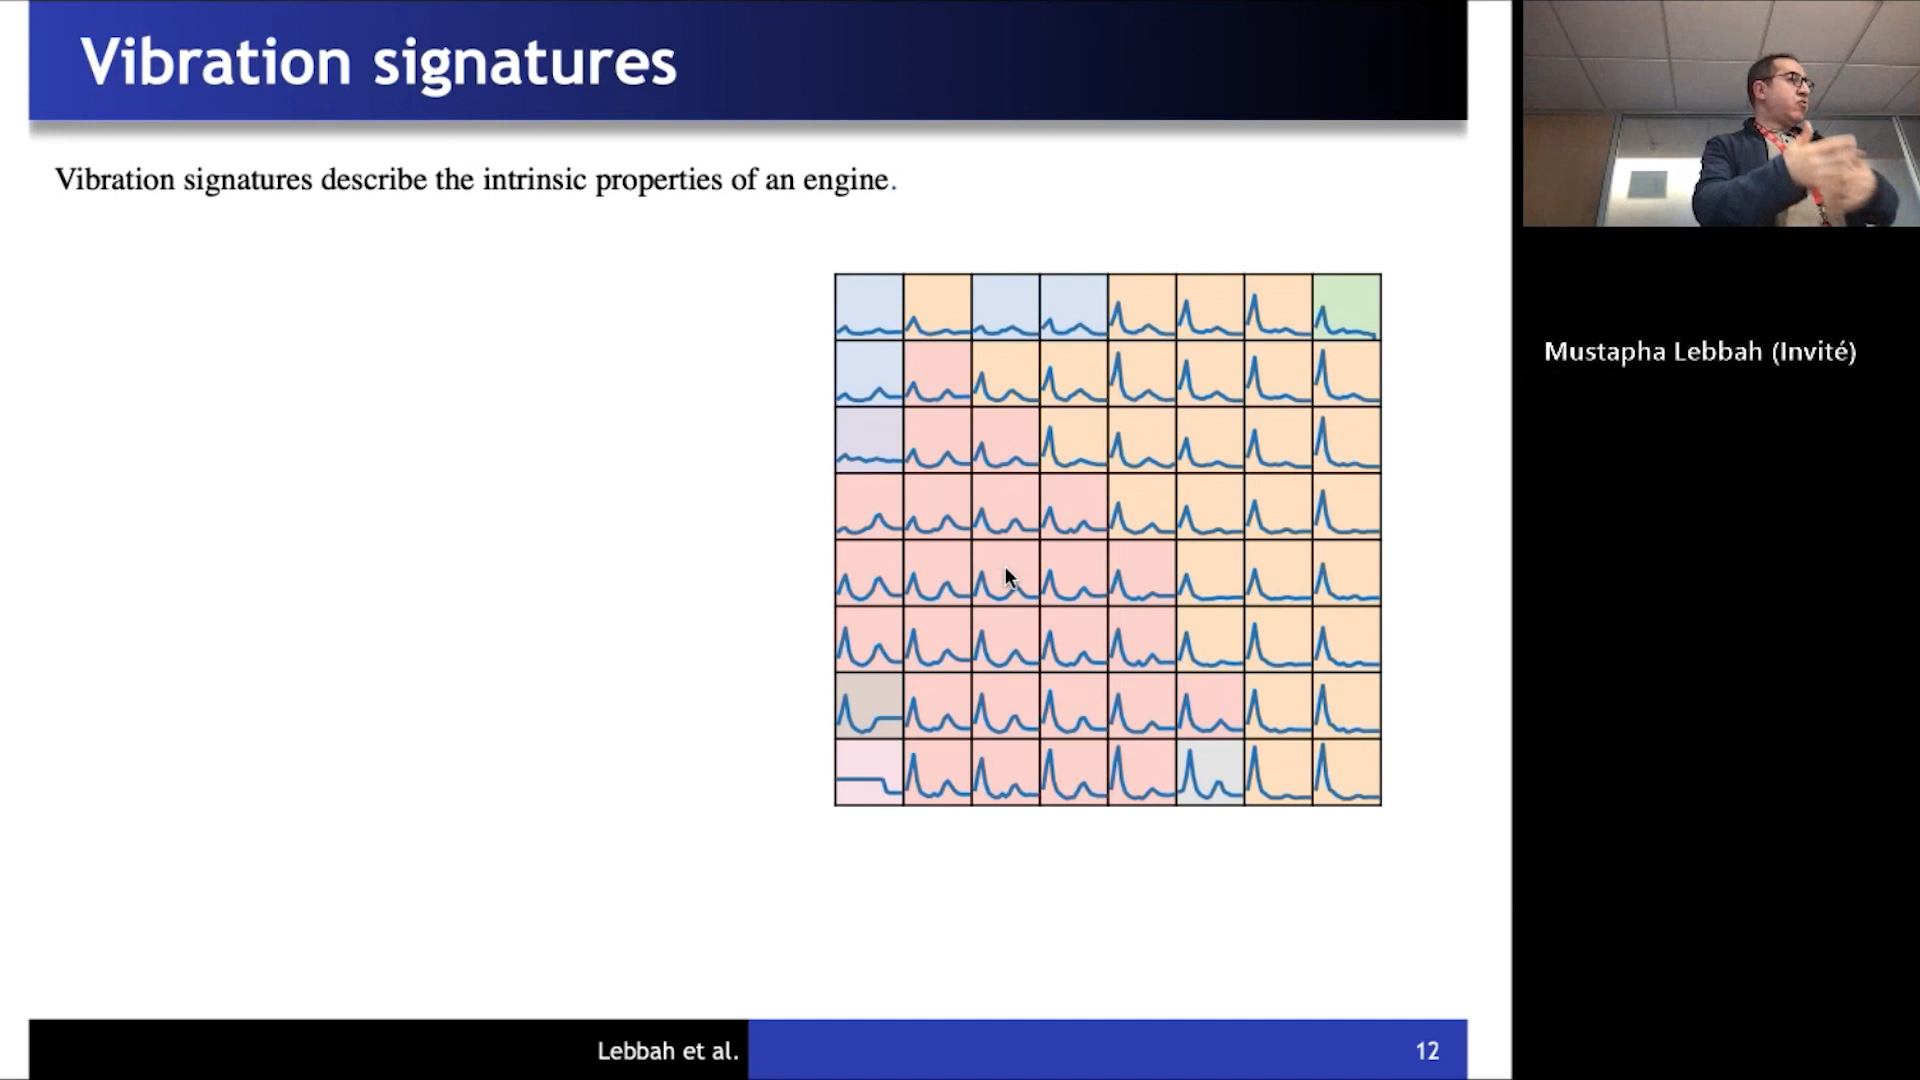 Vibration signatures
Vibration signatures describe the intrinsic properties of an engine.
Mustapha Lebbah (Invité)
Lebbah et al.
12